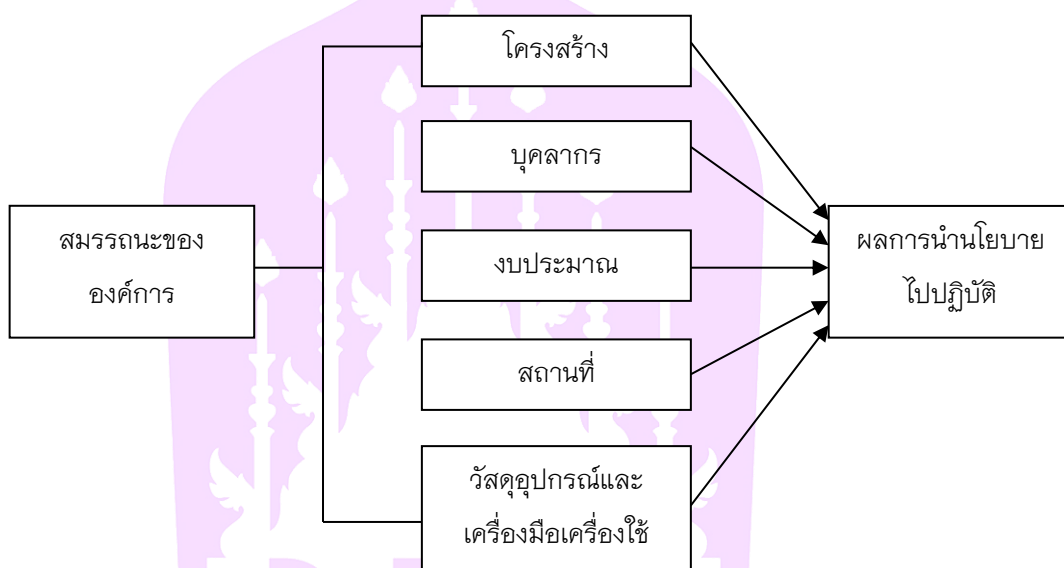 โครงสร้าง
บุคลากร
สมรรถนะของ
องค์การ
งบประมาณ
ผลการนำนโยบาย
ไปปฏิบัติ
สถานที่
วัสดุอุปกรณ์และ
เครื่องมือเครื่องใช้